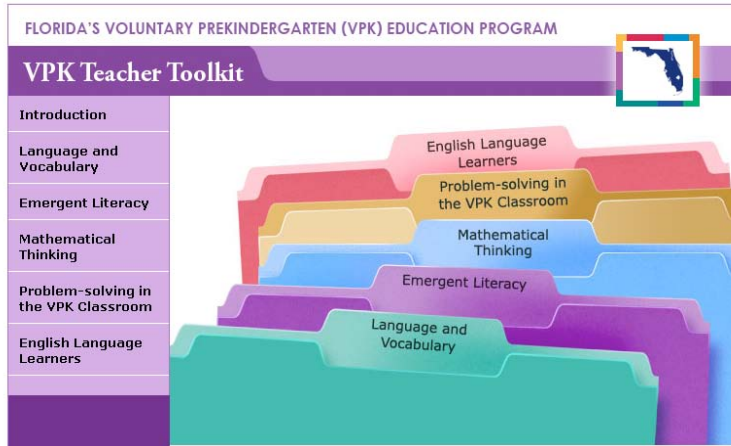 FLORIDA'S VOLUNTARY PREKINDERGARTEN (VPK) EDUCATION PROGRAM
VPK Teacher Toolkit
Introduction
Language and
Vocabulary
Emergent Literacy
Mathematical
Thinking
Problem-solving in
the VPK Classroom
English Language
Learners
English Language
Learners
Problem-solving in
the VPK Classroom
Mathematical
Thinking
Emergent Literacy
Language and
Vocabulary